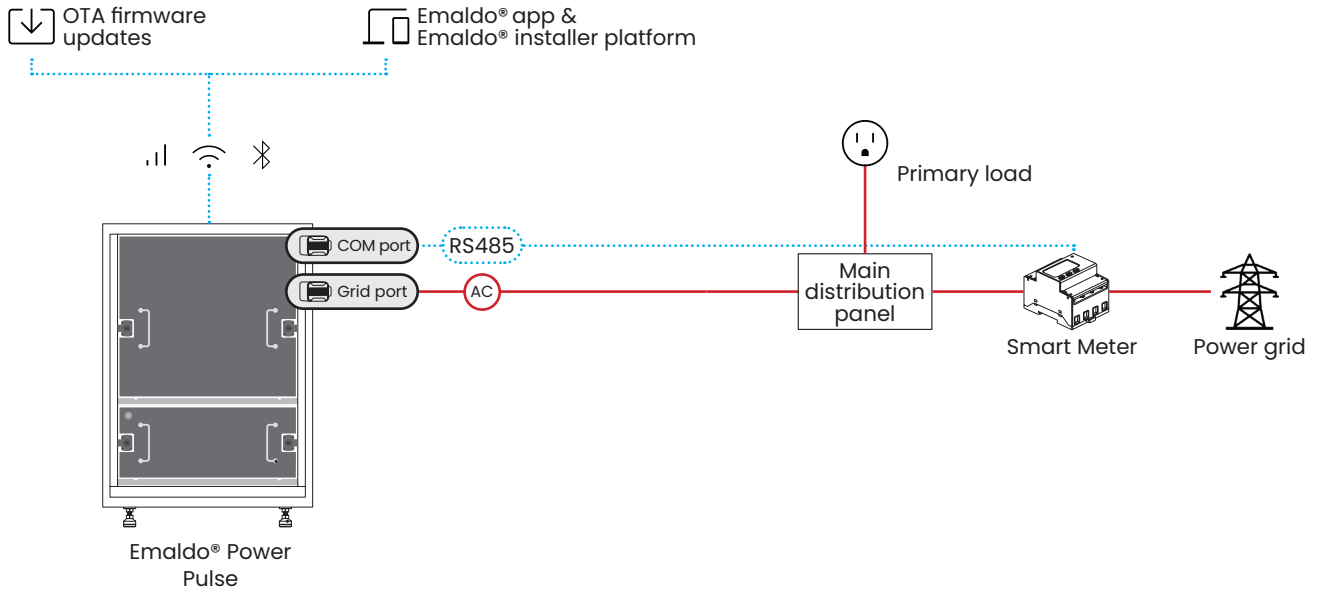 OTA firmware
updates
Emaldo® app &
Emaldo® installer platform
Primary load
COM port
RS485
Grid port
AC
Main
distribution
panel
Smart Meter
Power grid
Emaldo® Power
Pulse